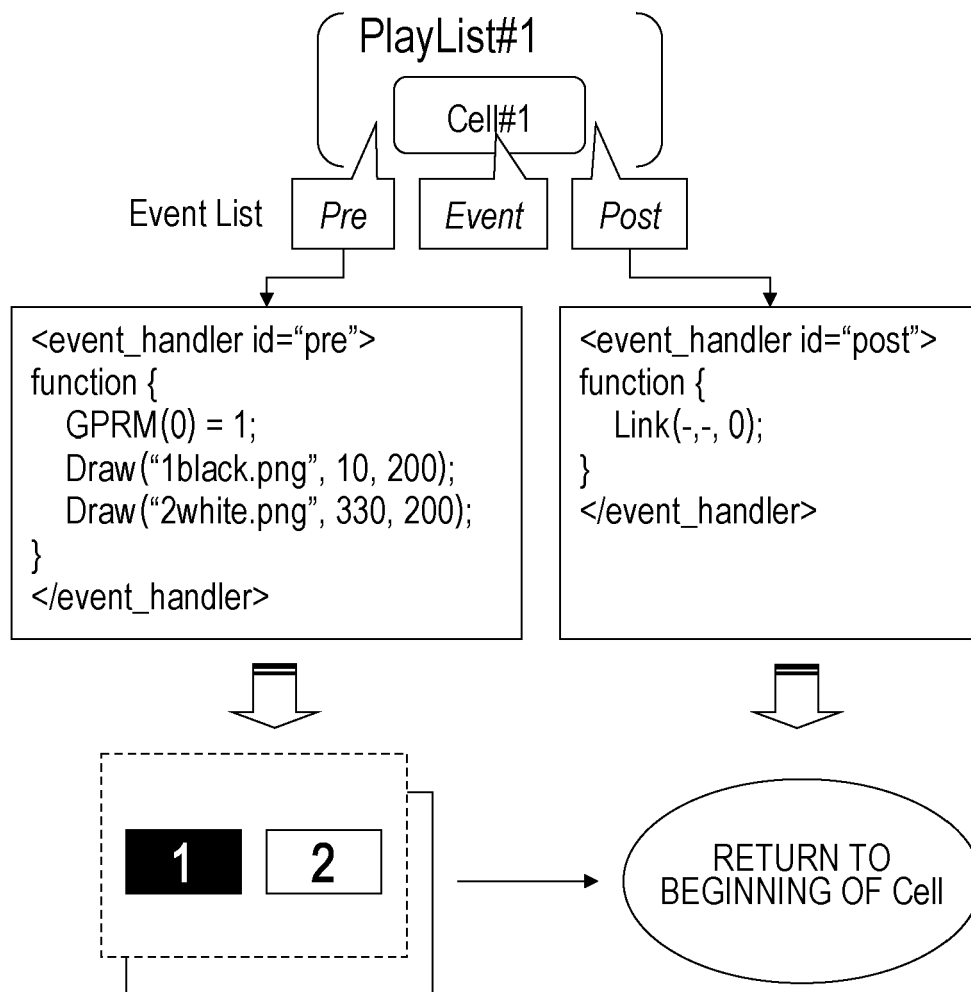 PlayList#1
Cell#1
Event List
Pre
Event
Post
<event_handler id=“pre”>
function {
GPRM(0) = 1;
Draw(“1black.png”, 10, 200);
Draw(“2white.png”, 330, 200);
}
</event_handler>
<event_handler id=“post”>
function {
Link(-,-, 0);
}
</event_handler>
1
2
RETURN TO
BEGINNING OF Cell